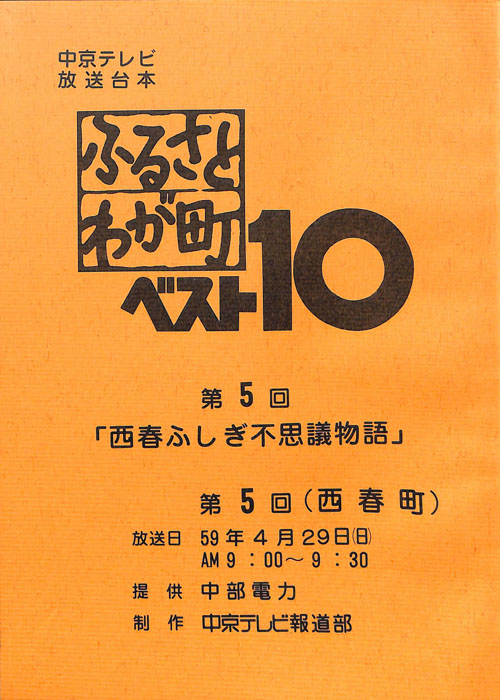 中京テレビ
放送台本
ふるさと
わが町
ベスト10
第5回
「西春ふしぎ不思議物語」
第5回(西春町)
放送日 59年4月29日(日)
AM9:00~9:30
提供 中部電力
制作 中京テレビ報道部